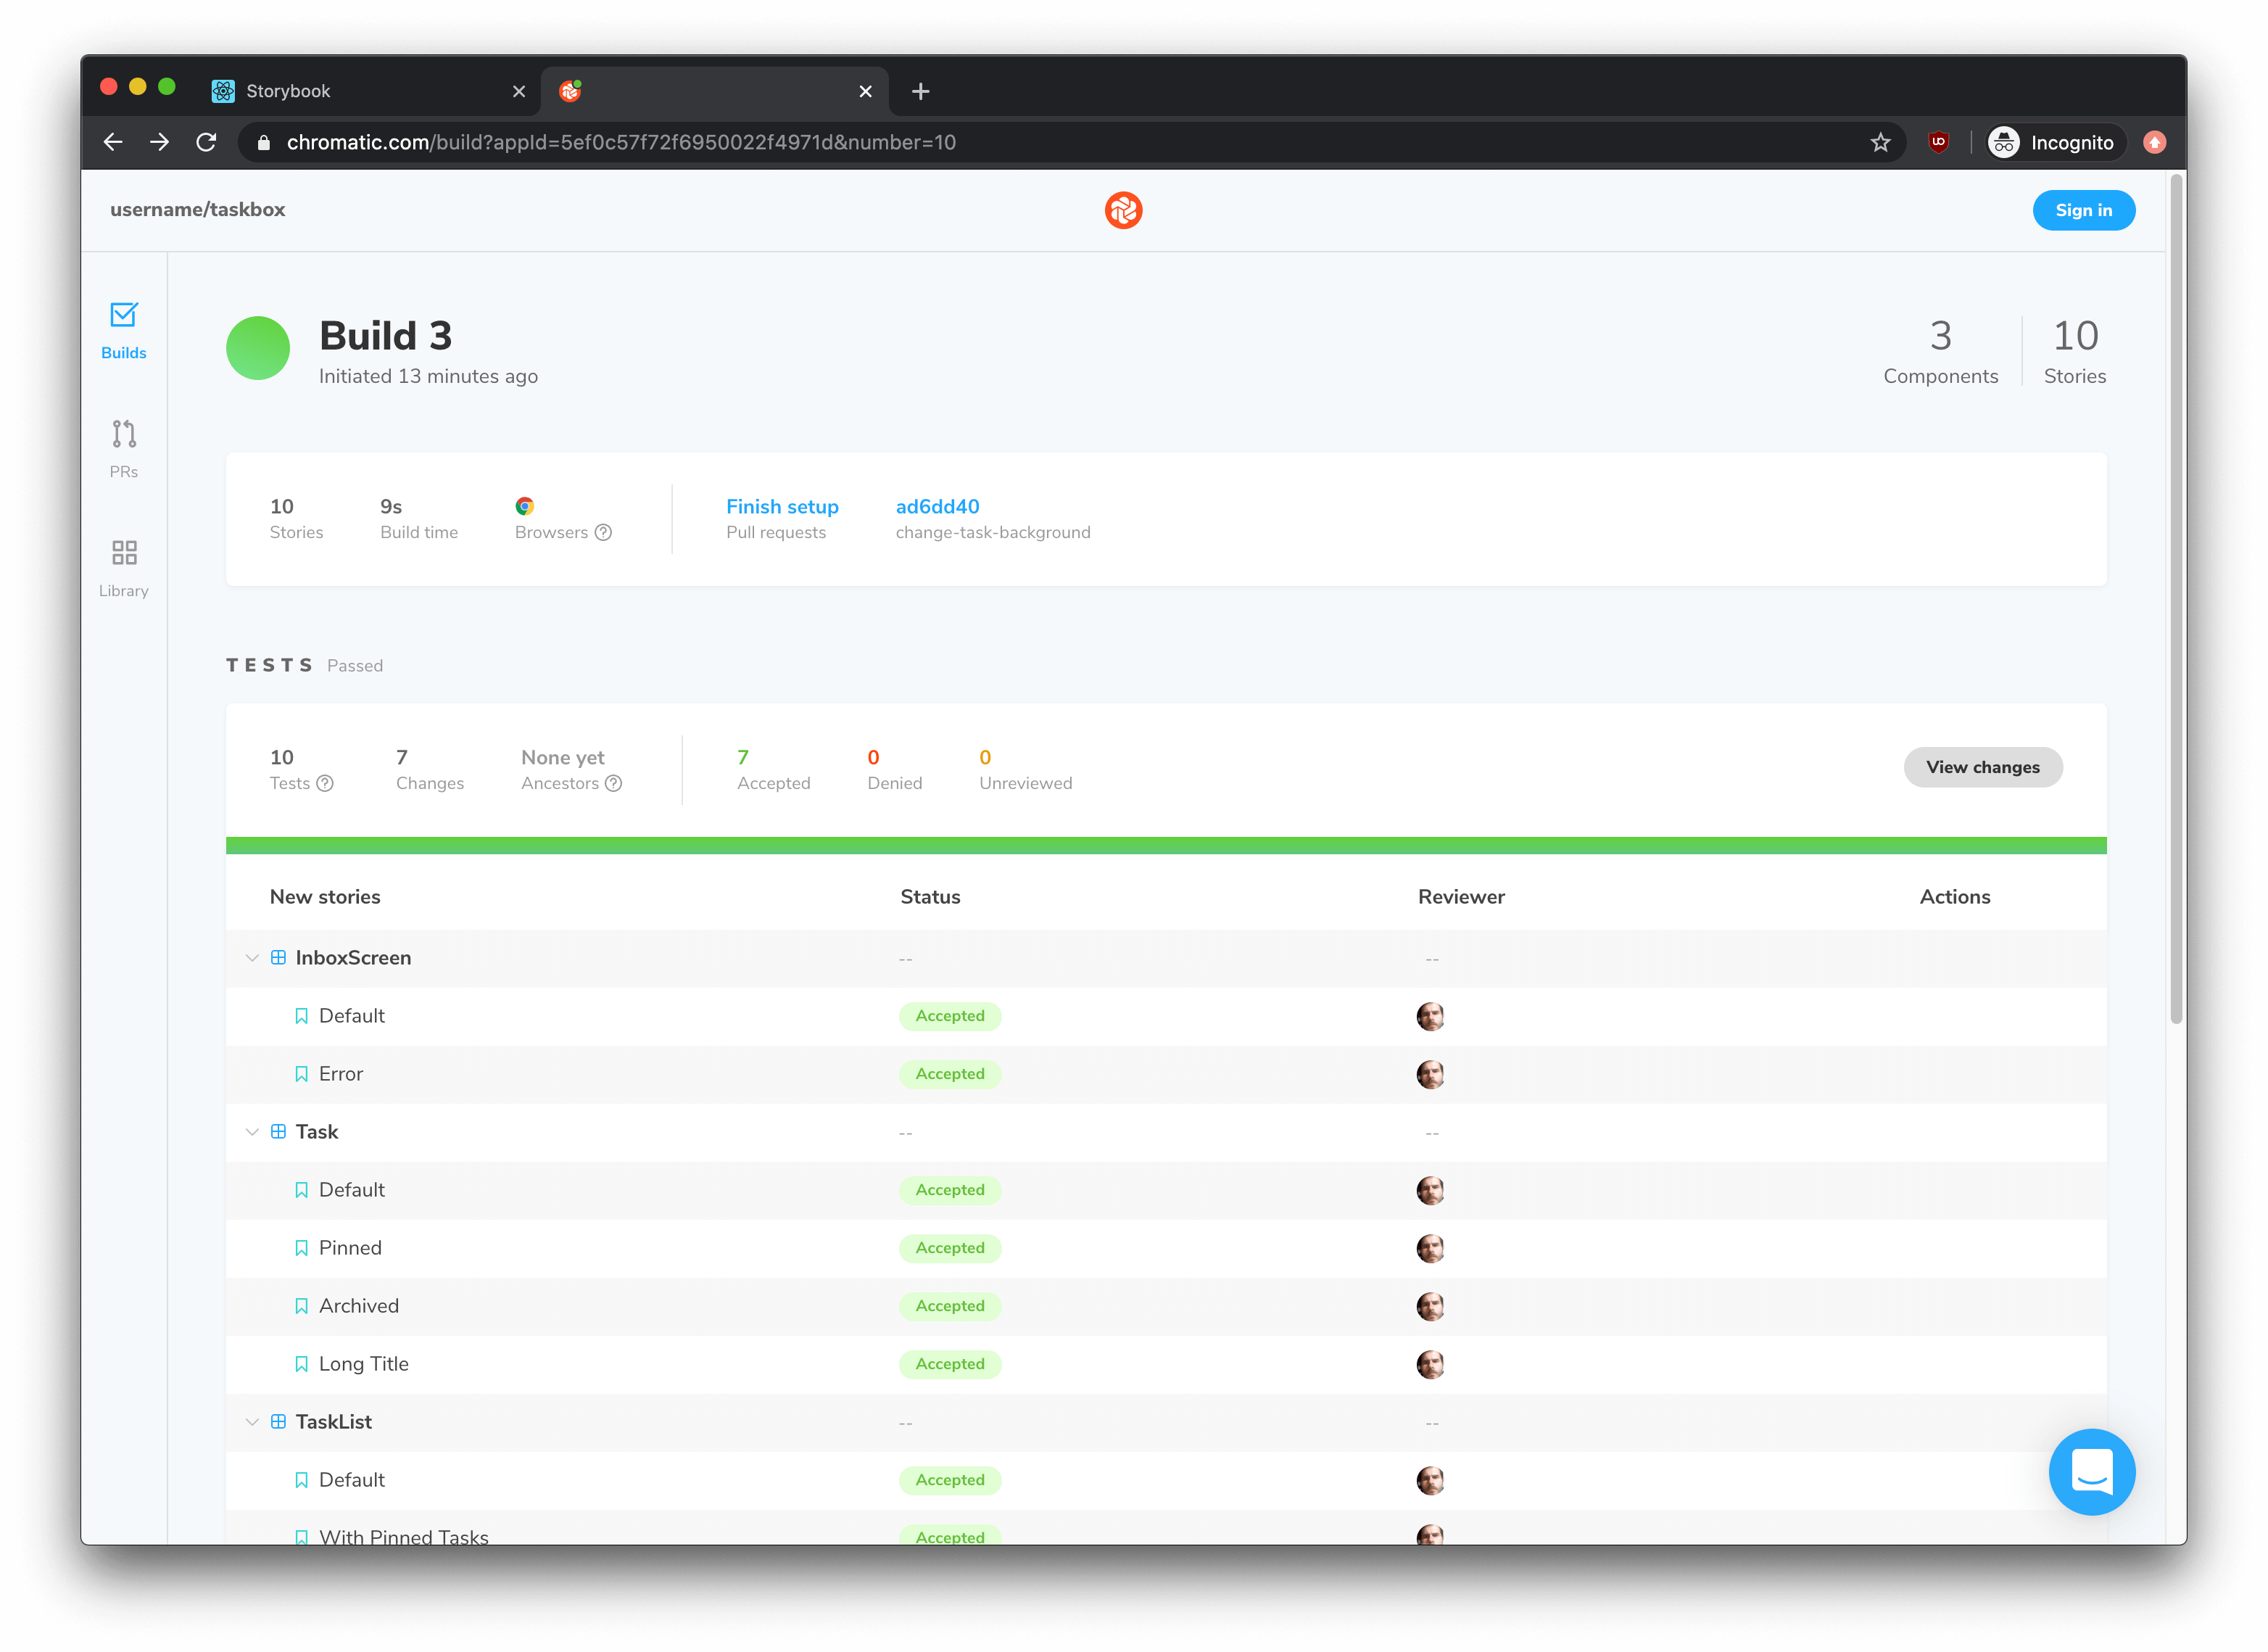 Storybook
chromatic.com/build?appId=5ef0c57f72f6950022f4971d&number=10
Incognito
username/taskbox
Sign in
Builds
PRs
Library
Build 3
Initiated 13 minutes ago
3
Components
10
Stories
10
Stories
9s
Build time
Browsers
Finish setup
Pull requests
ad6dd40
change-task-background
TESTS Passed
10
Tests
7
Changes
None yet
Ancestors
7
Accepted
0
Denied
0
Unreviewed
View changes
New stories Status Reviewer Actions
InboxScreen -- --
Default Accepted
Error Accepted
Task -- --
Default Accepted
Pinned Accepted
Archived Accepted
Long Title Accepted
TaskList -- --
Default Accepted
With Pinned Tasks Accepted